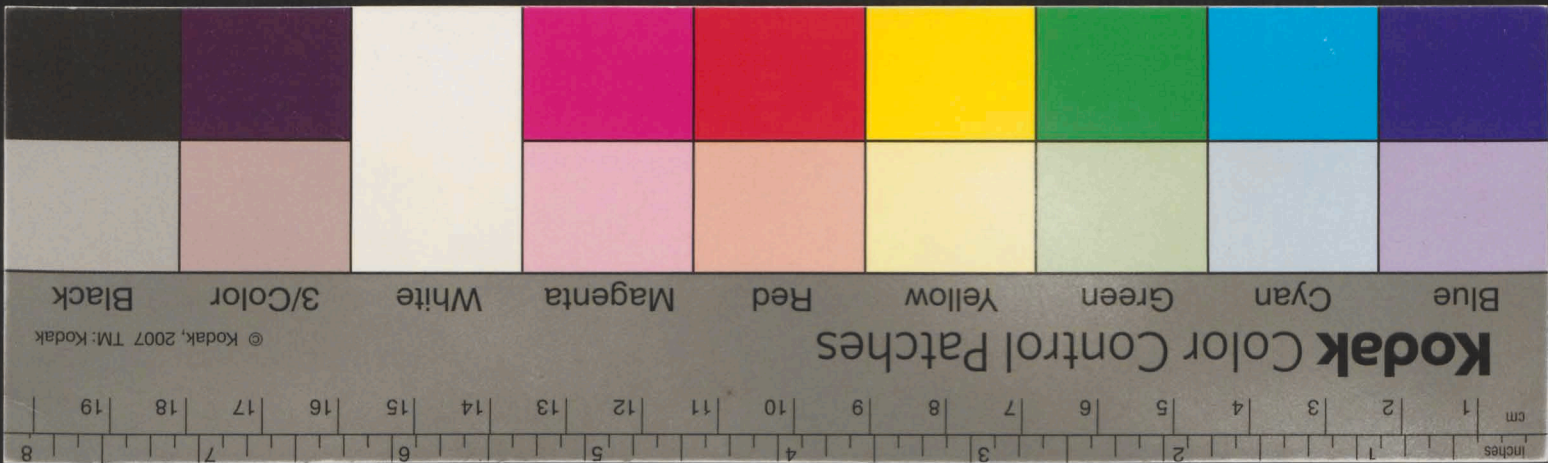 inches 1 2 3 4 5 6 7 8
cm 1 2 3 4 5 6 7 8 9 10 11 12 13 14 15 16 17 18 19
Kodak Color Control Patches © Kodak, 2007 TM: Kodak
Blue Cyan Green Yellow Red Magenta White 3/Color Black